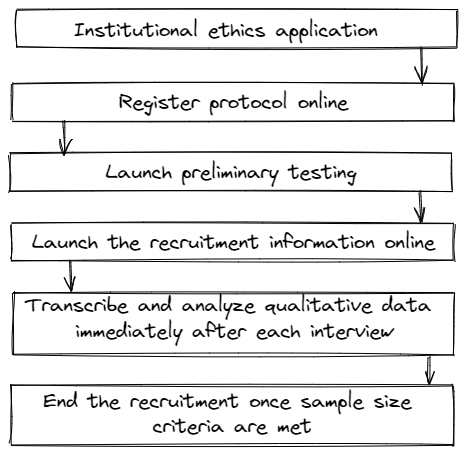 Institutional ethics application
Register protocol online
Launch preliminary testing
Launch the recruitment information online
Transcribe and analyze qualitative data
immediately after each interview
End the recruitment once sample size
criteria are met